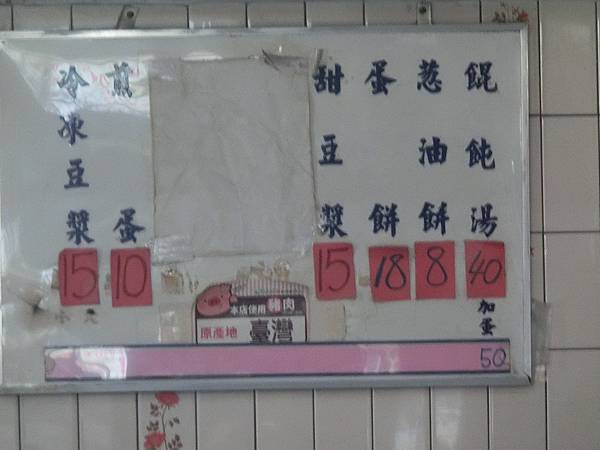 餛飩湯
40
加蛋
50
葱油餅
8
蛋餅
18
甜豆漿
15
煎蛋
10
冷凍豆漿
15
本店使用豬肉
原產地 臺灣